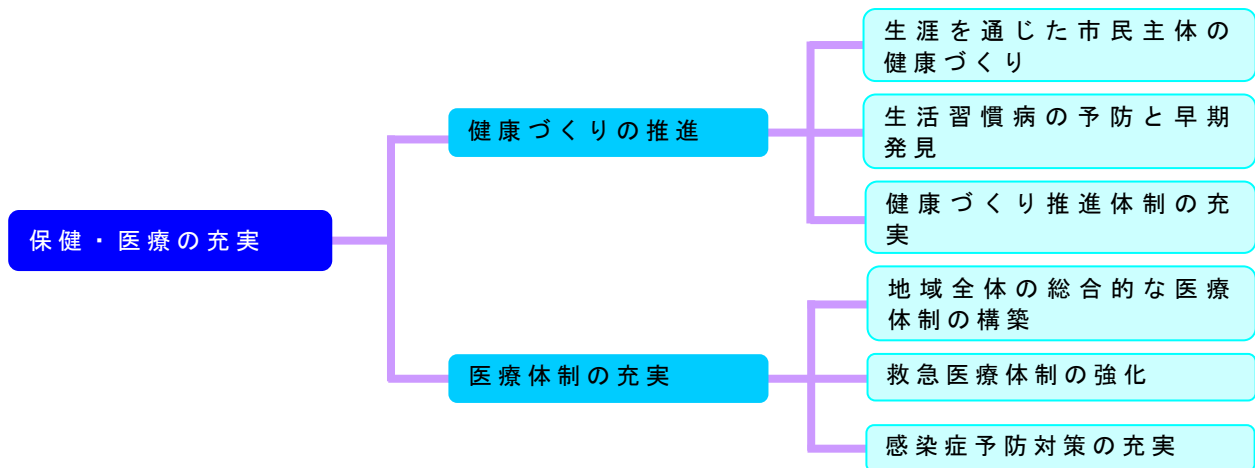 保健・医療の充実
健康づくりの推進
生涯を通じた市民主体の
健康づくり
生活習慣病の予防と早期
発見
健康づくり推進体制の充
実
医療体制の充実
地域全体の総合的な医療
体制の構築
救急医療体制の強化
感染症予防対策の充実